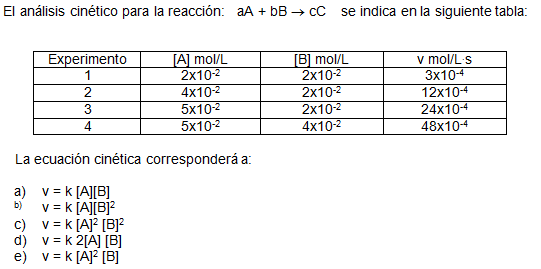 El análisis cinético para la reacción: aA + bB → cC se indica en la siguiente tabla:
Experimento [A] mol/L [B] mol/L v mol/L·s
1 2x10⁻² 2x10⁻² 3x10⁻⁴
2 4x10⁻² 2x10⁻² 12x10⁻⁴
3 5x10⁻² 2x10⁻² 24x10⁻⁴
4 5x10⁻² 4x10⁻² 48x10⁻⁴
La ecuación cinética corresponderá a:
a) v = k [A][B]
b) v = k [A][B]²
c) v = k [A]² [B]²
d) v = k 2[A] [B]
e) v = k [A]² [B]